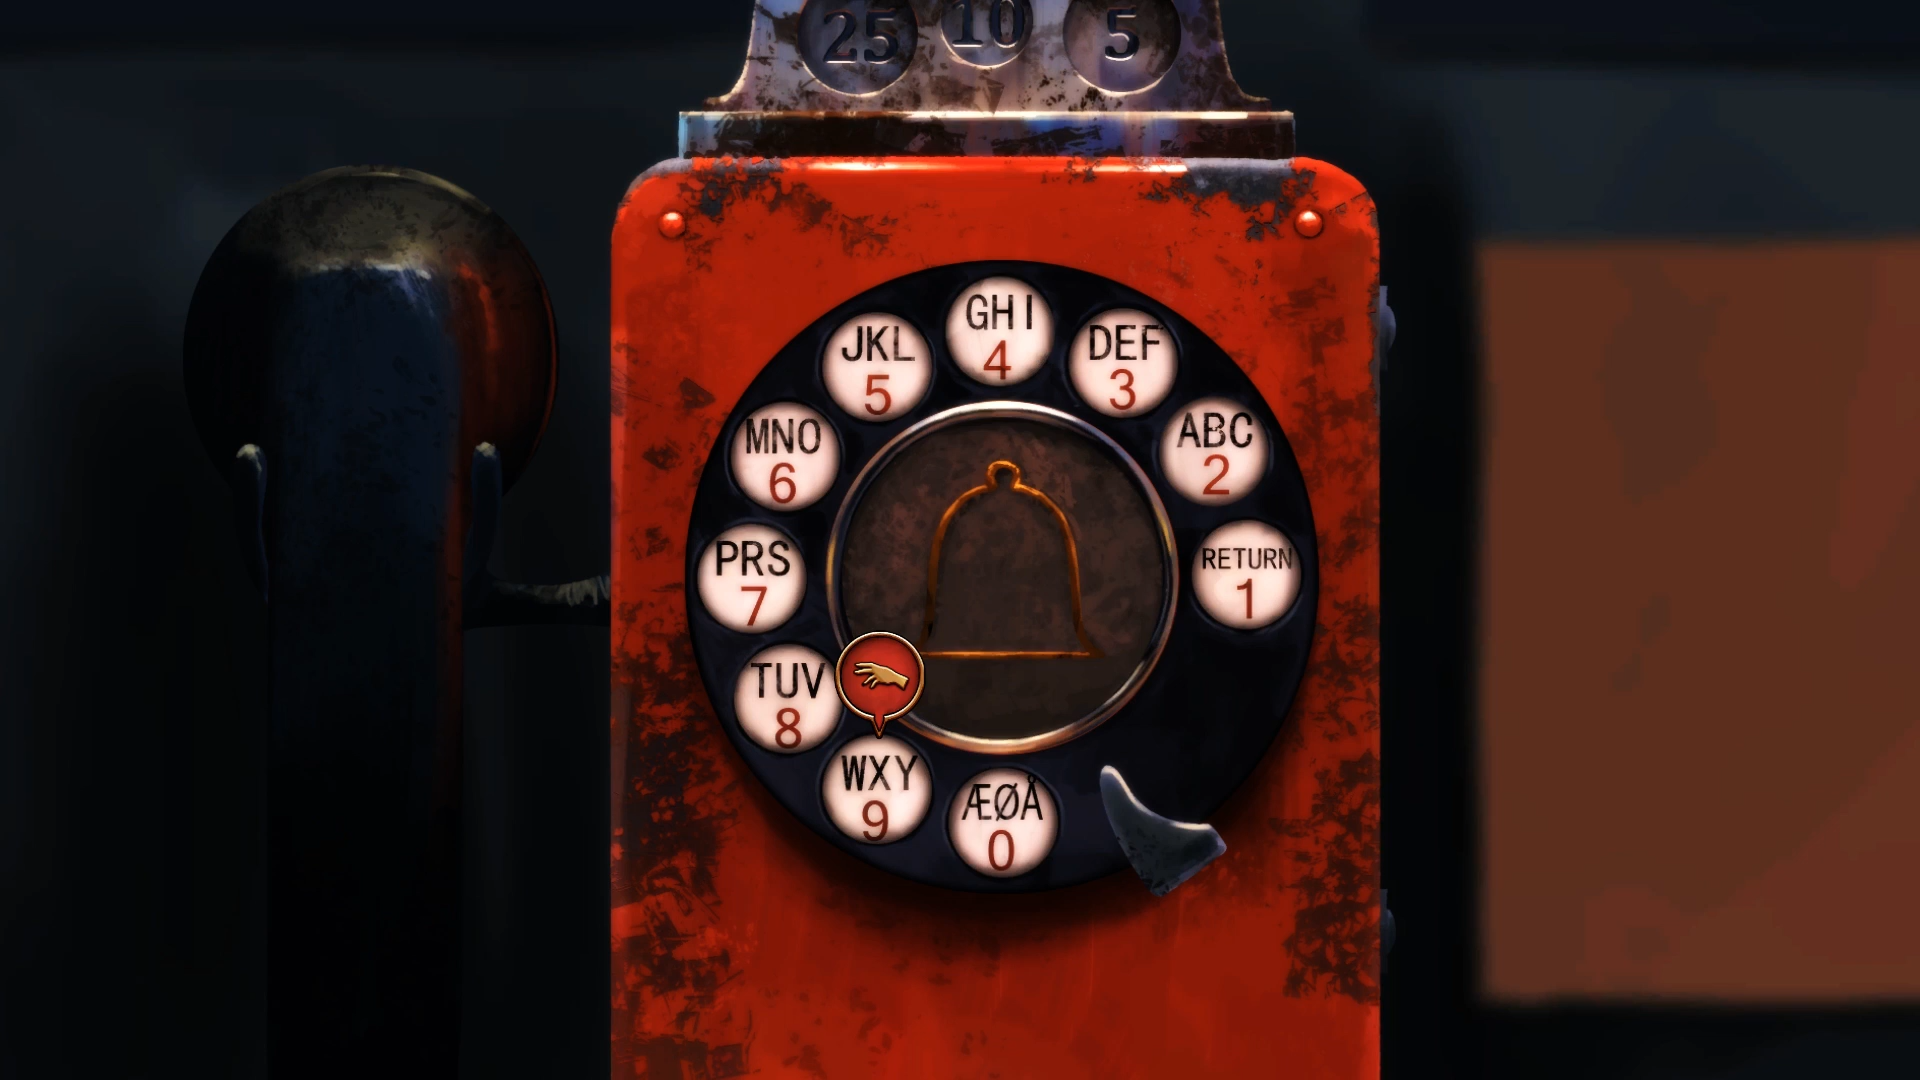 25 10 5
GHI
4
JKL
5
DEF
3
MNO
6
ABC
2
PRS
7
RETURN
1
TUV
8
WXY
9
ÆØÅ
0